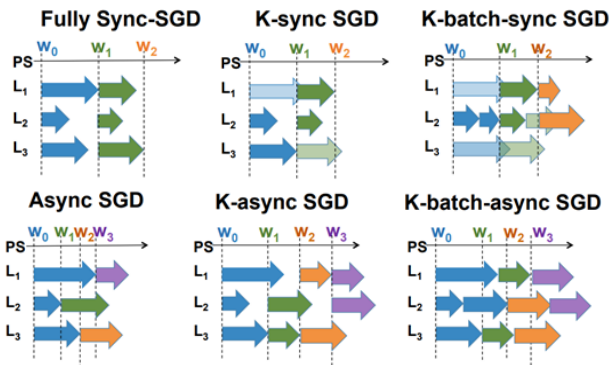 Fully Sync-SGD
W0 W1 W2
PS
L1
L2
L3
K-sync SGD
W0 W1 W2
PS
L1
L2
L3
K-batch-sync SGD
W0 W1 W2
PS
L1
L2
L3
Async SGD
W0 W1 W2 W3
PS
L1
L2
L3
K-async SGD
W0 W1 W2 W3
PS
L1
L2
L3
K-batch-async SGD
W0 W1 W2 W3
PS
L1
L2
L3